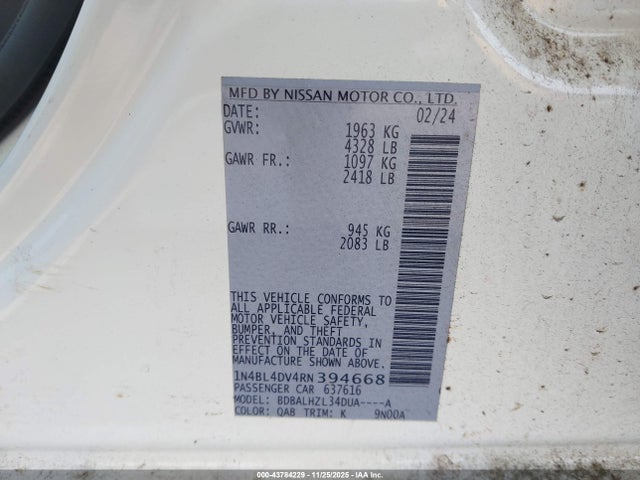 MFD BY NISSAN MOTOR CO., LTD.
DATE: 02/24
GVWR: 1963 KG
4328 LB
GAWR FR.: 1097 KG
2418 LB
GAWR RR.: 945 KG
2083 LB
THIS VEHICLE CONFORMS TO
ALL APPLICABLE FEDERAL
MOTOR VEHICLE SAFETY,
BUMPER, AND THEFT
PREVENTION STANDARDS IN
EFFECT ON THE DATE OF
MANUFACTURE SHOWN ABOVE.
1N4BL4DV4RN394668
PASSENGER CAR 637616
MODEL: BDBALHZL34DUA----A
COLOR: QAB TRIM: K 9N00A
000-43784229 - 11/25/2025 - IAA Inc.